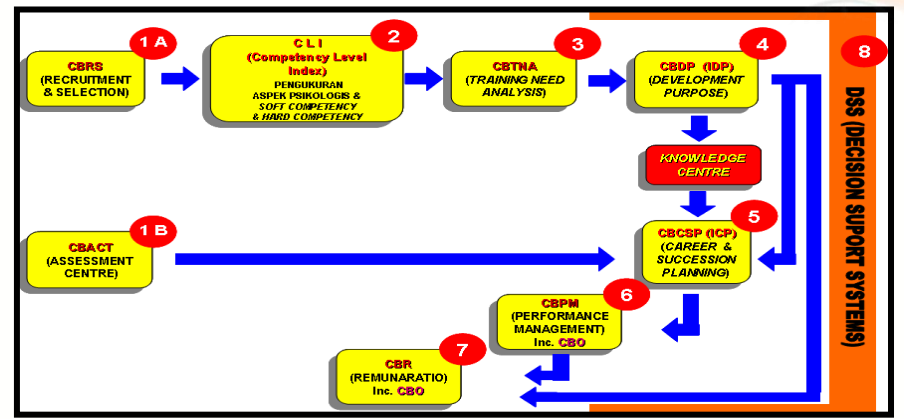 1 A
CBRS
(RECRUITMENT
& SELECTION)
2
C L I
(Competency Level
Index)
PENGUKURAN
ASPEK PSIKOLOGIS &
SOFT COMPETENCY
& HARD COMPETENCY
3
CBTNA
(TRAINING NEED
ANALYSIS)
4
CBDP (IDP)
(DEVELOPMENT
PURPOSE)
8
DSS (DECISION SUPORT SYSTEMS)
KNOWLEDGE
CENTRE
1 B
CBACT
(ASSESSMENT
CENTRE)
5
CBCSP (ICP)
(CAREER &
SUCCESSION
PLANNING)
6
CBPM
(PERFORMANCE
MANAGEMENT)
Inc. CBO
7
CBR
(REMUNARATIO)
Inc. CBO